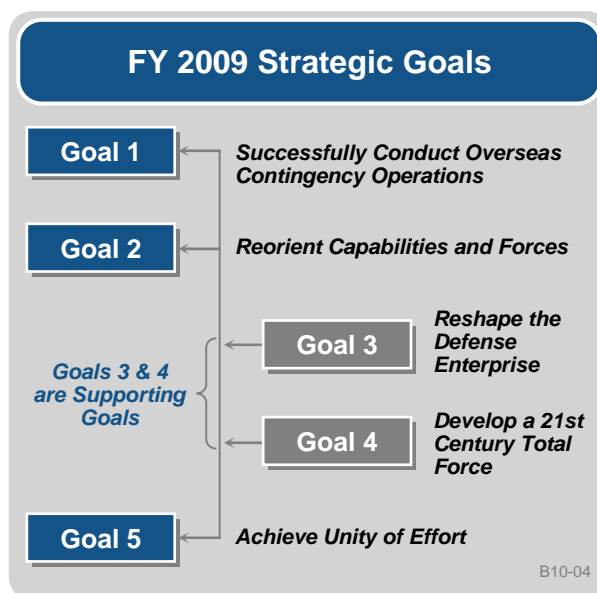 FY 2009 Strategic Goals
Goal 1
Successfully Conduct Overseas
Contingency Operations
Goal 2
Reorient Capabilities and Forces
Goal 3
Reshape the
Defense
Enterprise
Goals 3 & 4
are Supporting
Goals
Goal 4
Develop a 21st
Century Total
Force
Goal 5
Achieve Unity of Effort
B10-04